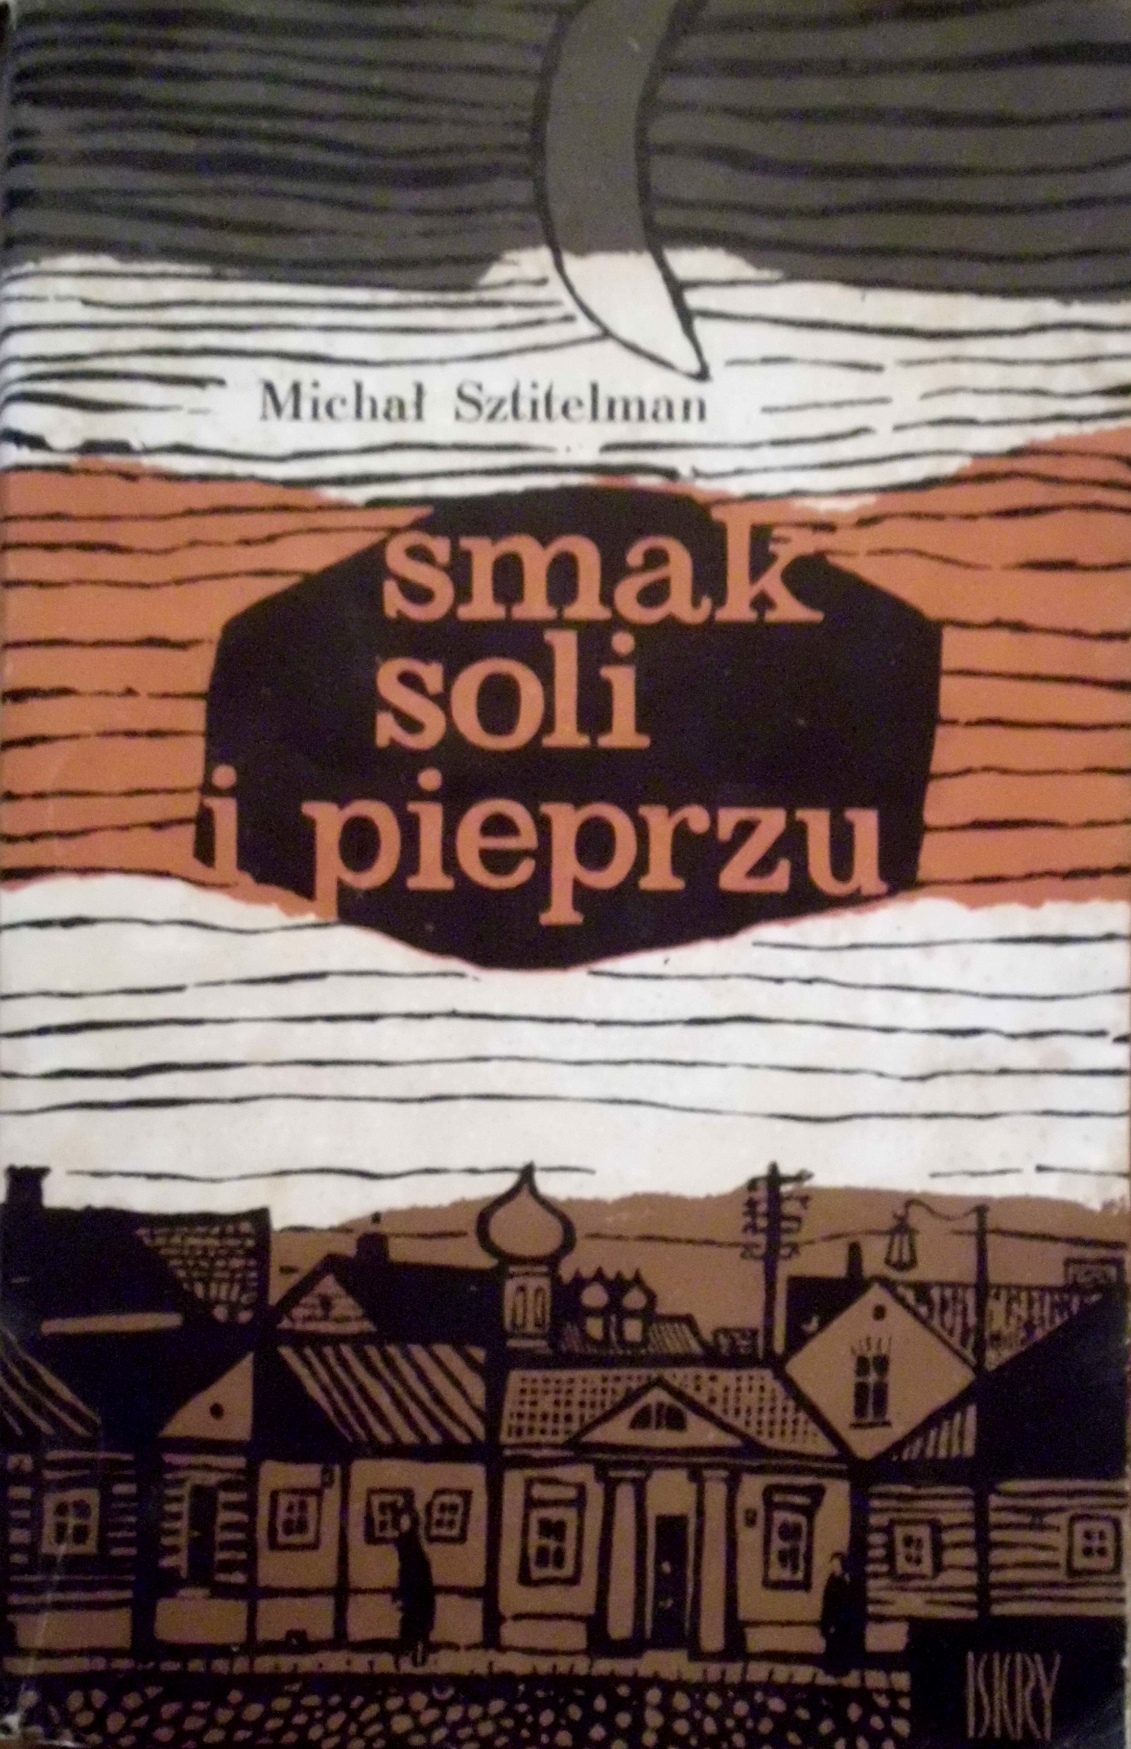 Michał Sztitelman
smak
soli
i pieprzu
ISKRY